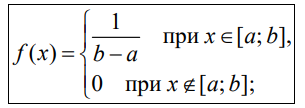 f(x) = { 1/(b − a) при x ∈ [a; b],
0 при x ∉ [a; b];